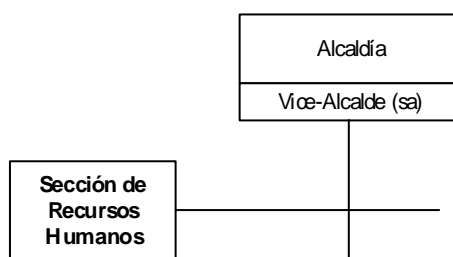 Alcaldía
Vice-Alcalde (sa)
Sección de
Recursos
Humanos